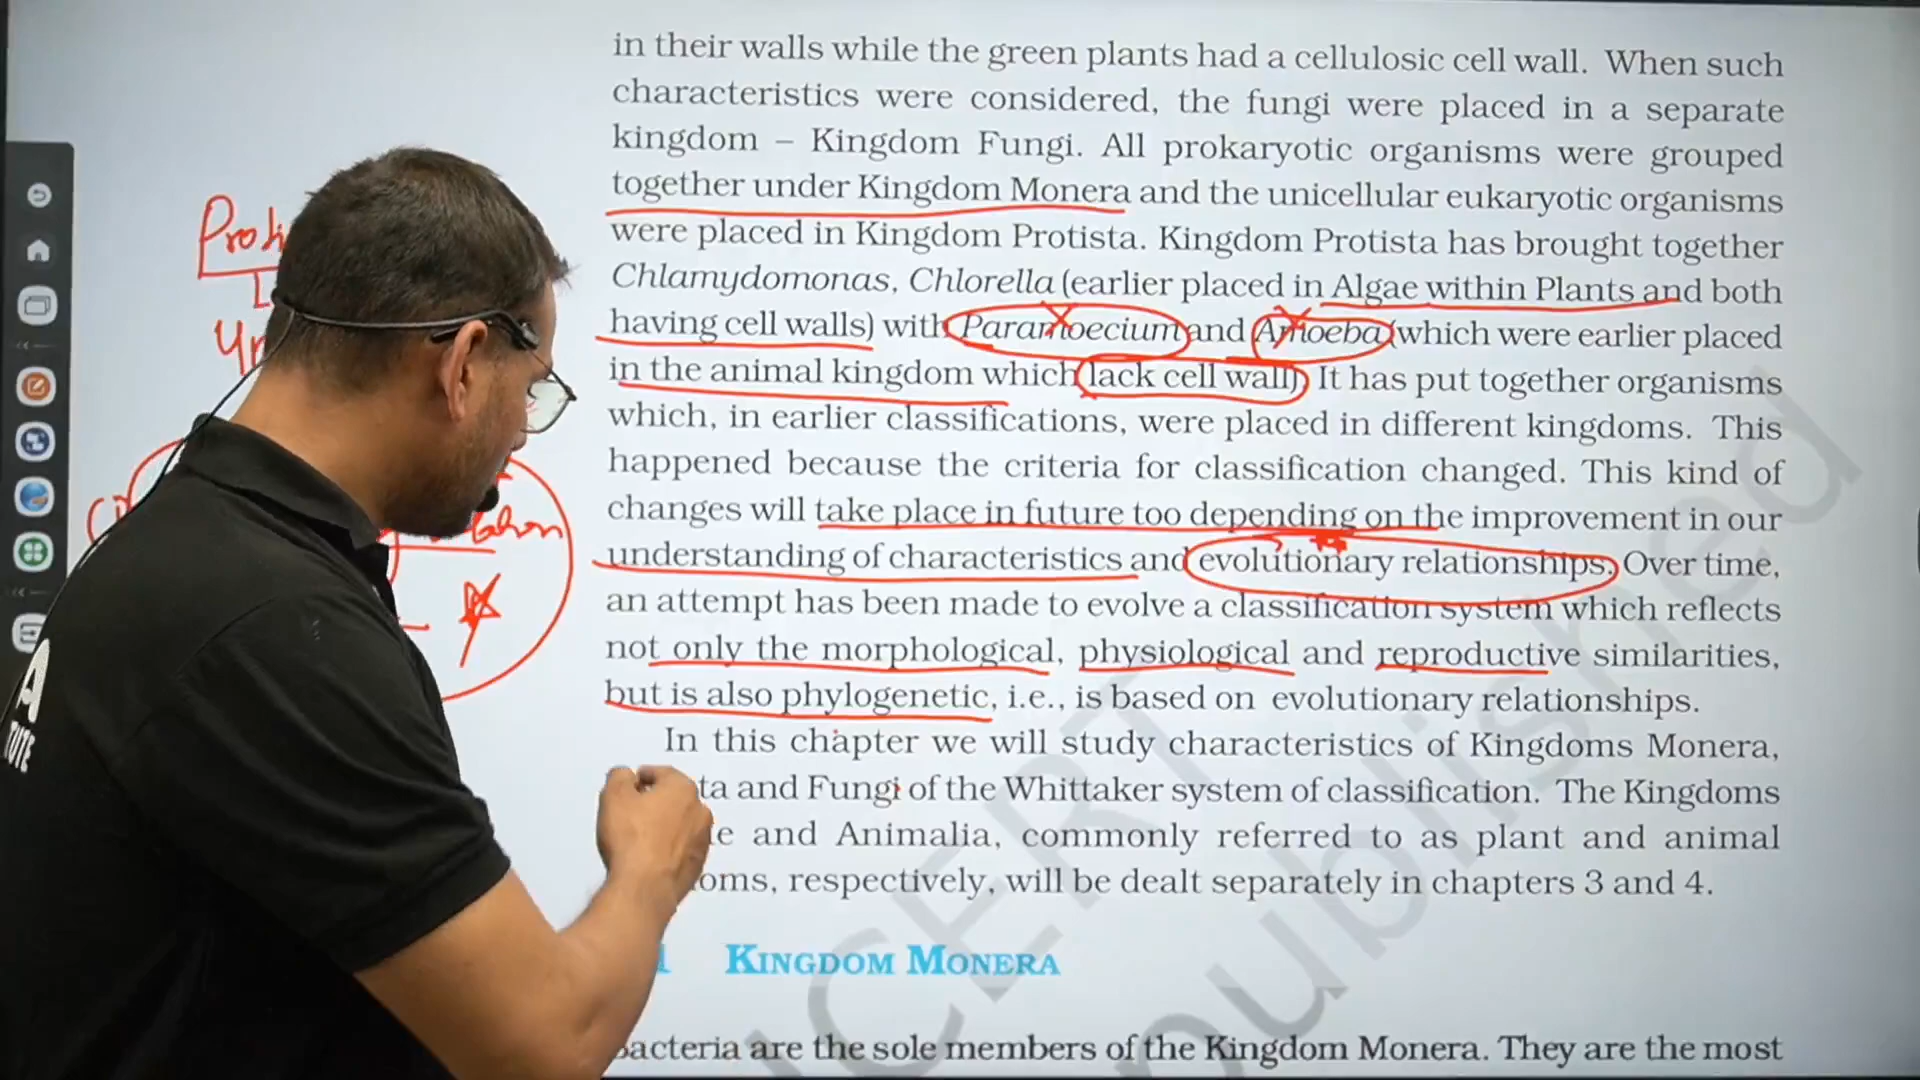 in their walls while the green plants had a cellulosic cell wall. When such
characteristics were considered, the fungi were placed in a separate
kingdom – Kingdom Fungi. All prokaryotic organisms were grouped
together under Kingdom Monera and the unicellular eukaryotic organisms
were placed in Kingdom Protista. Kingdom Protista has brought together
Chlamydomonas, Chlorella (earlier placed in Algae within Plants and both
having cell walls) with Paramoecium and Amoeba (which were earlier placed
in the animal kingdom which lack cell wall). It has put together organisms
which, in earlier classifications, were placed in different kingdoms. This
happened because the criteria for classification changed. This kind of
changes will take place in future too depending on the improvement in our
understanding of characteristics and evolutionary relationships. Over time,
an attempt has been made to evolve a classification system which reflects
not only the morphological, physiological and reproductive similarities,
but is also phylogenetic, i.e., is based on evolutionary relationships.
In this chapter we will study characteristics of Kingdoms Monera,
ta and Fungi of the Whittaker system of classification. The Kingdoms
e and Animalia, commonly referred to as plant and animal
oms, respectively, will be dealt separately in chapters 3 and 4.
1 KINGDOM MONERA
Bacteria are the sole members of the Kingdom Monera. They are the most
Proti
NCERT
published
A
TUTE